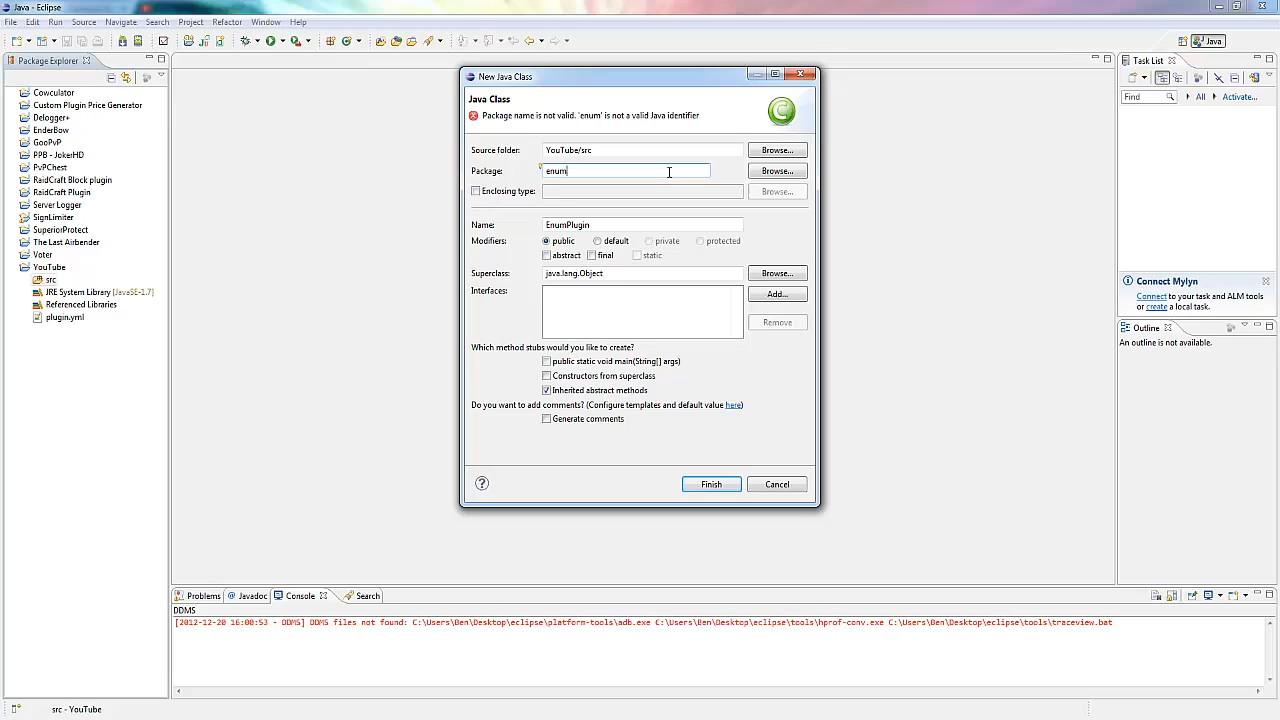 Java - Eclipse
File Edit Run Source Navigate Search Project Refactor Window Help
Java
Package Explorer
Cowculator
Custom Plugin Price Generator
Delogger+
EnderBow
GooPvP
PPB - JokerHD
PvPChest
RaidCraft Block plugin
RaidCraft Plugin
Server Logger
SignLimiter
SuperiorProtect
The Last Airbender
Voter
YouTube
src
JRE System Library [JavaSE-1.7]
Referenced Libraries
plugin.yml
New Java Class
Java Class
Package name is not valid. 'enum' is not a valid Java identifier
Source folder: YouTube/src Browse...
Package: enum Browse...
Enclosing type: Browse...
Name: EnumPlugin
Modifiers: public default private protected
abstract final static
Superclass: java.lang.Object Browse...
Interfaces: Add...
Remove
Which method stubs would you like to create?
public static void main(String[] args)
Constructors from superclass
Inherited abstract methods
Do you want to add comments? (Configure templates and default value here)
Generate comments
? Finish Cancel
Task List
Find All Activate...
Connect Mylyn
Connect to your task and ALM tools
or create a local task.
Outline
An outline is not available.
Problems @ Javadoc Console Search
DDMS
[2012-12-20 16:00:53 - DDMS] DDMS files not found: C:\Users\Ben\Desktop\eclipse\platform-tools\adb.exe C:\Users\Ben\Desktop\eclipse\tools\hprof-conv.exe C:\Users\Ben\Desktop\eclipse\tools\traceview.bat
src - YouTube